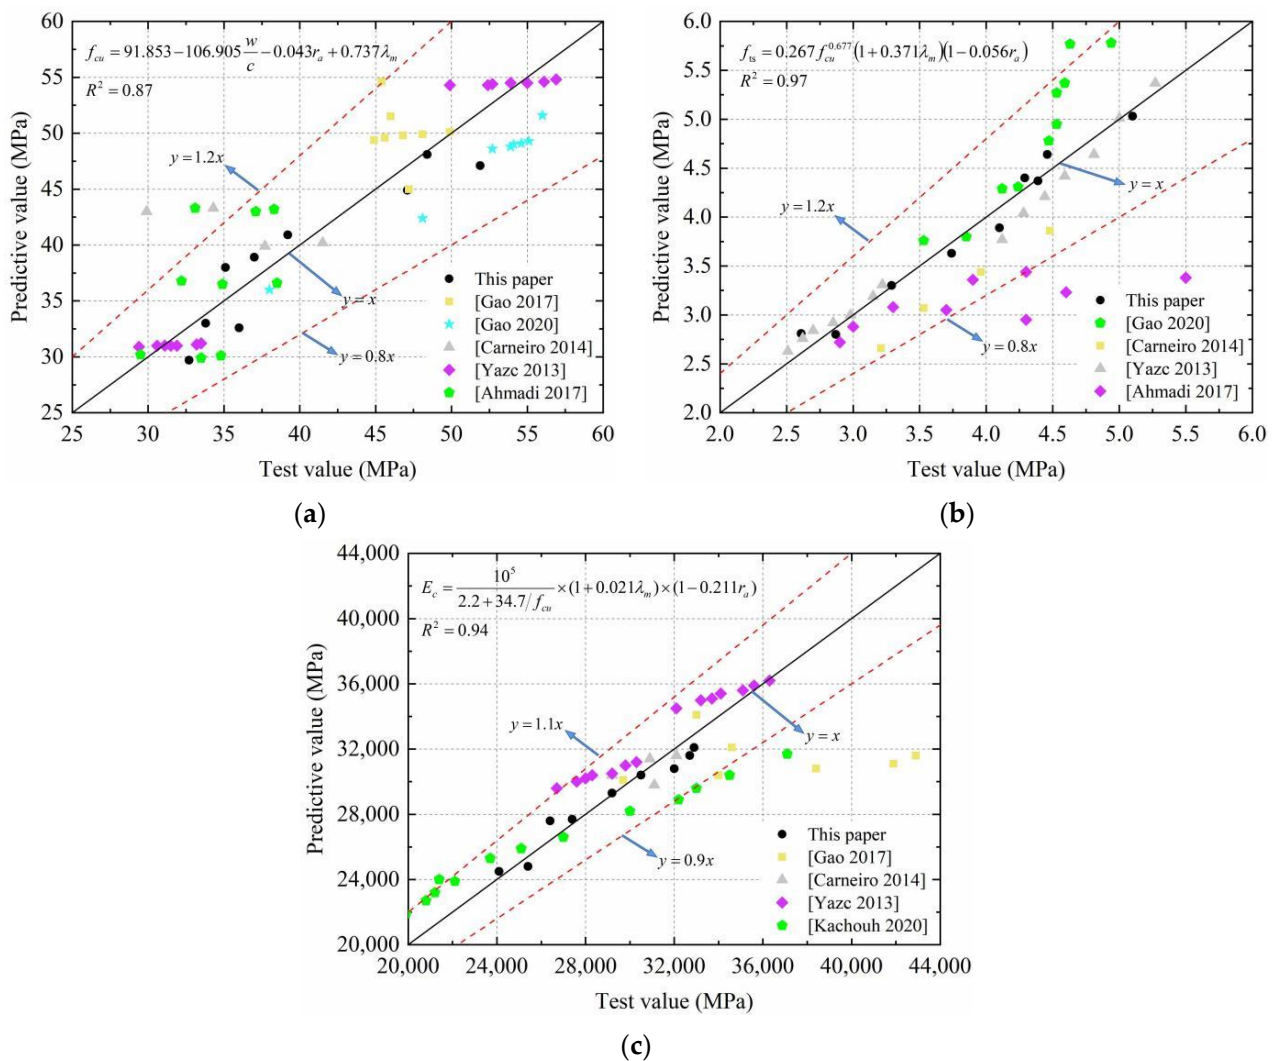 60
55
50
45
40
35
30
25
25 30 35 40 45 50 55 60
Predictive value (MPa)
Test value (MPa)
f_cu = 91.853−106.905 w/c −0.043r_a + 0.737λ_m
R² = 0.87
y = 1.2x
y = x
y = 0.8x
This paper
[Gao 2017]
[Gao 2020]
[Carneiro 2014]
[Yazc 2013]
[Ahmadi 2017]
(a)
6.0
5.5
5.0
4.5
4.0
3.5
3.0
2.5
2.0
2.0 2.5 3.0 3.5 4.0 4.5 5.0 5.5 6.0
Predictive value (MPa)
Test value (MPa)
f_ts = 0.267 f_cu^0.677 (1+0.371λ_m)(1−0.056r_a)
R² = 0.97
y = 1.2x
y = x
y = 0.8x
This paper
[Gao 2020]
[Carneiro 2014]
[Yazc 2013]
[Ahmadi 2017]
(b)
44,000
40,000
36,000
32,000
28,000
24,000
20,000
20,000 24,000 28,000 32,000 36,000 40,000 44,000
Predictive value (MPa)
Test value (MPa)
E_c = 10⁵/(2.2+34.7/f_cu) ×(1+0.021λ_m)×(1−0.211r_a)
R² = 0.94
y = 1.1x
y = x
y = 0.9x
This paper
[Gao 2017]
[Carneiro 2014]
[Yazc 2013]
[Kachouh 2020]
(c)